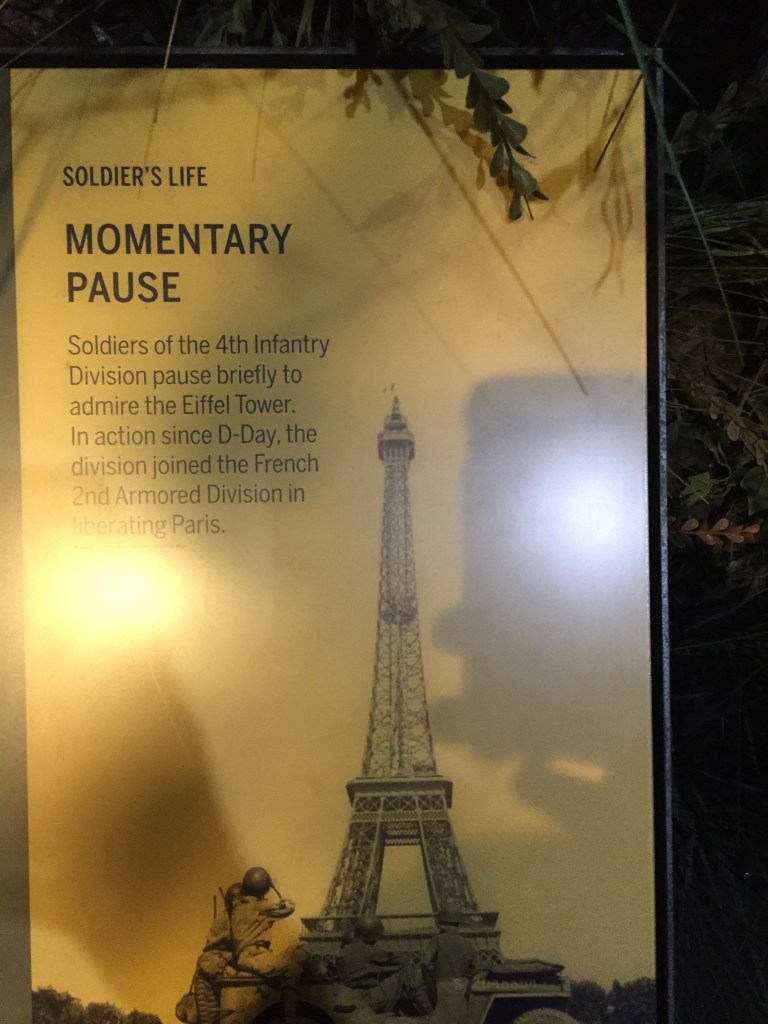 SOLDIER'S LIFE
MOMENTARY
PAUSE
Soldiers of the 4th Infantry
Division pause briefly to
admire the Eiffel Tower.
In action since D-Day, the
division joined the French
2nd Armored Division in
liberating Paris.